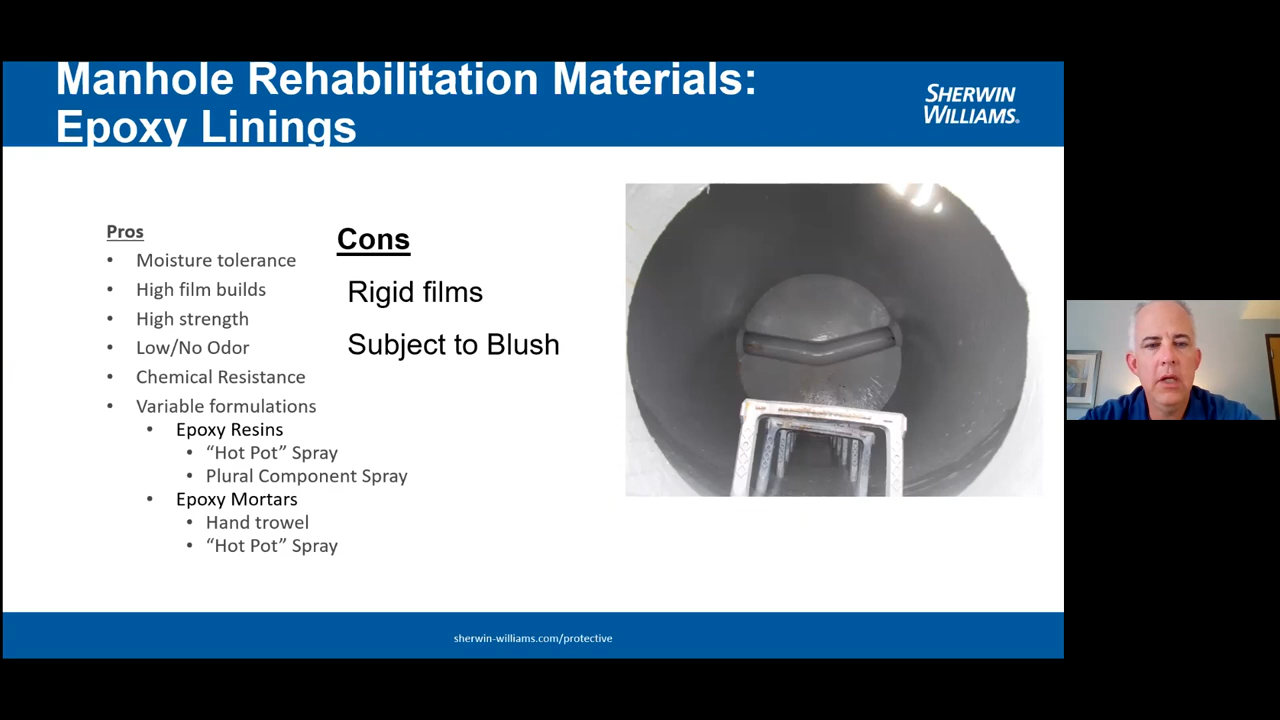 Manhole Rehabilitation Materials:
Epoxy Linings
SHERWIN
WILLIAMS.
Pros
• Moisture tolerance
• High film builds
• High strength
• Low/No Odor
• Chemical Resistance
• Variable formulations
• Epoxy Resins
• “Hot Pot” Spray
• Plural Component Spray
• Epoxy Mortars
• Hand trowel
• “Hot Pot” Spray
Cons
Rigid films
Subject to Blush
sherwin-williams.com/protective